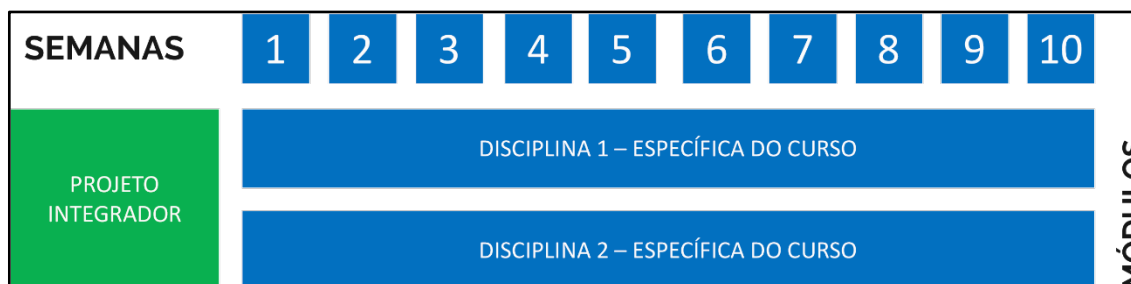 SEMANAS
1 2 3 4 5 6 7 8 9 10
PROJETO
INTEGRADOR
DISCIPLINA 1 – ESPECÍFICA DO CURSO
DISCIPLINA 2 – ESPECÍFICA DO CURSO
MÓDULOS